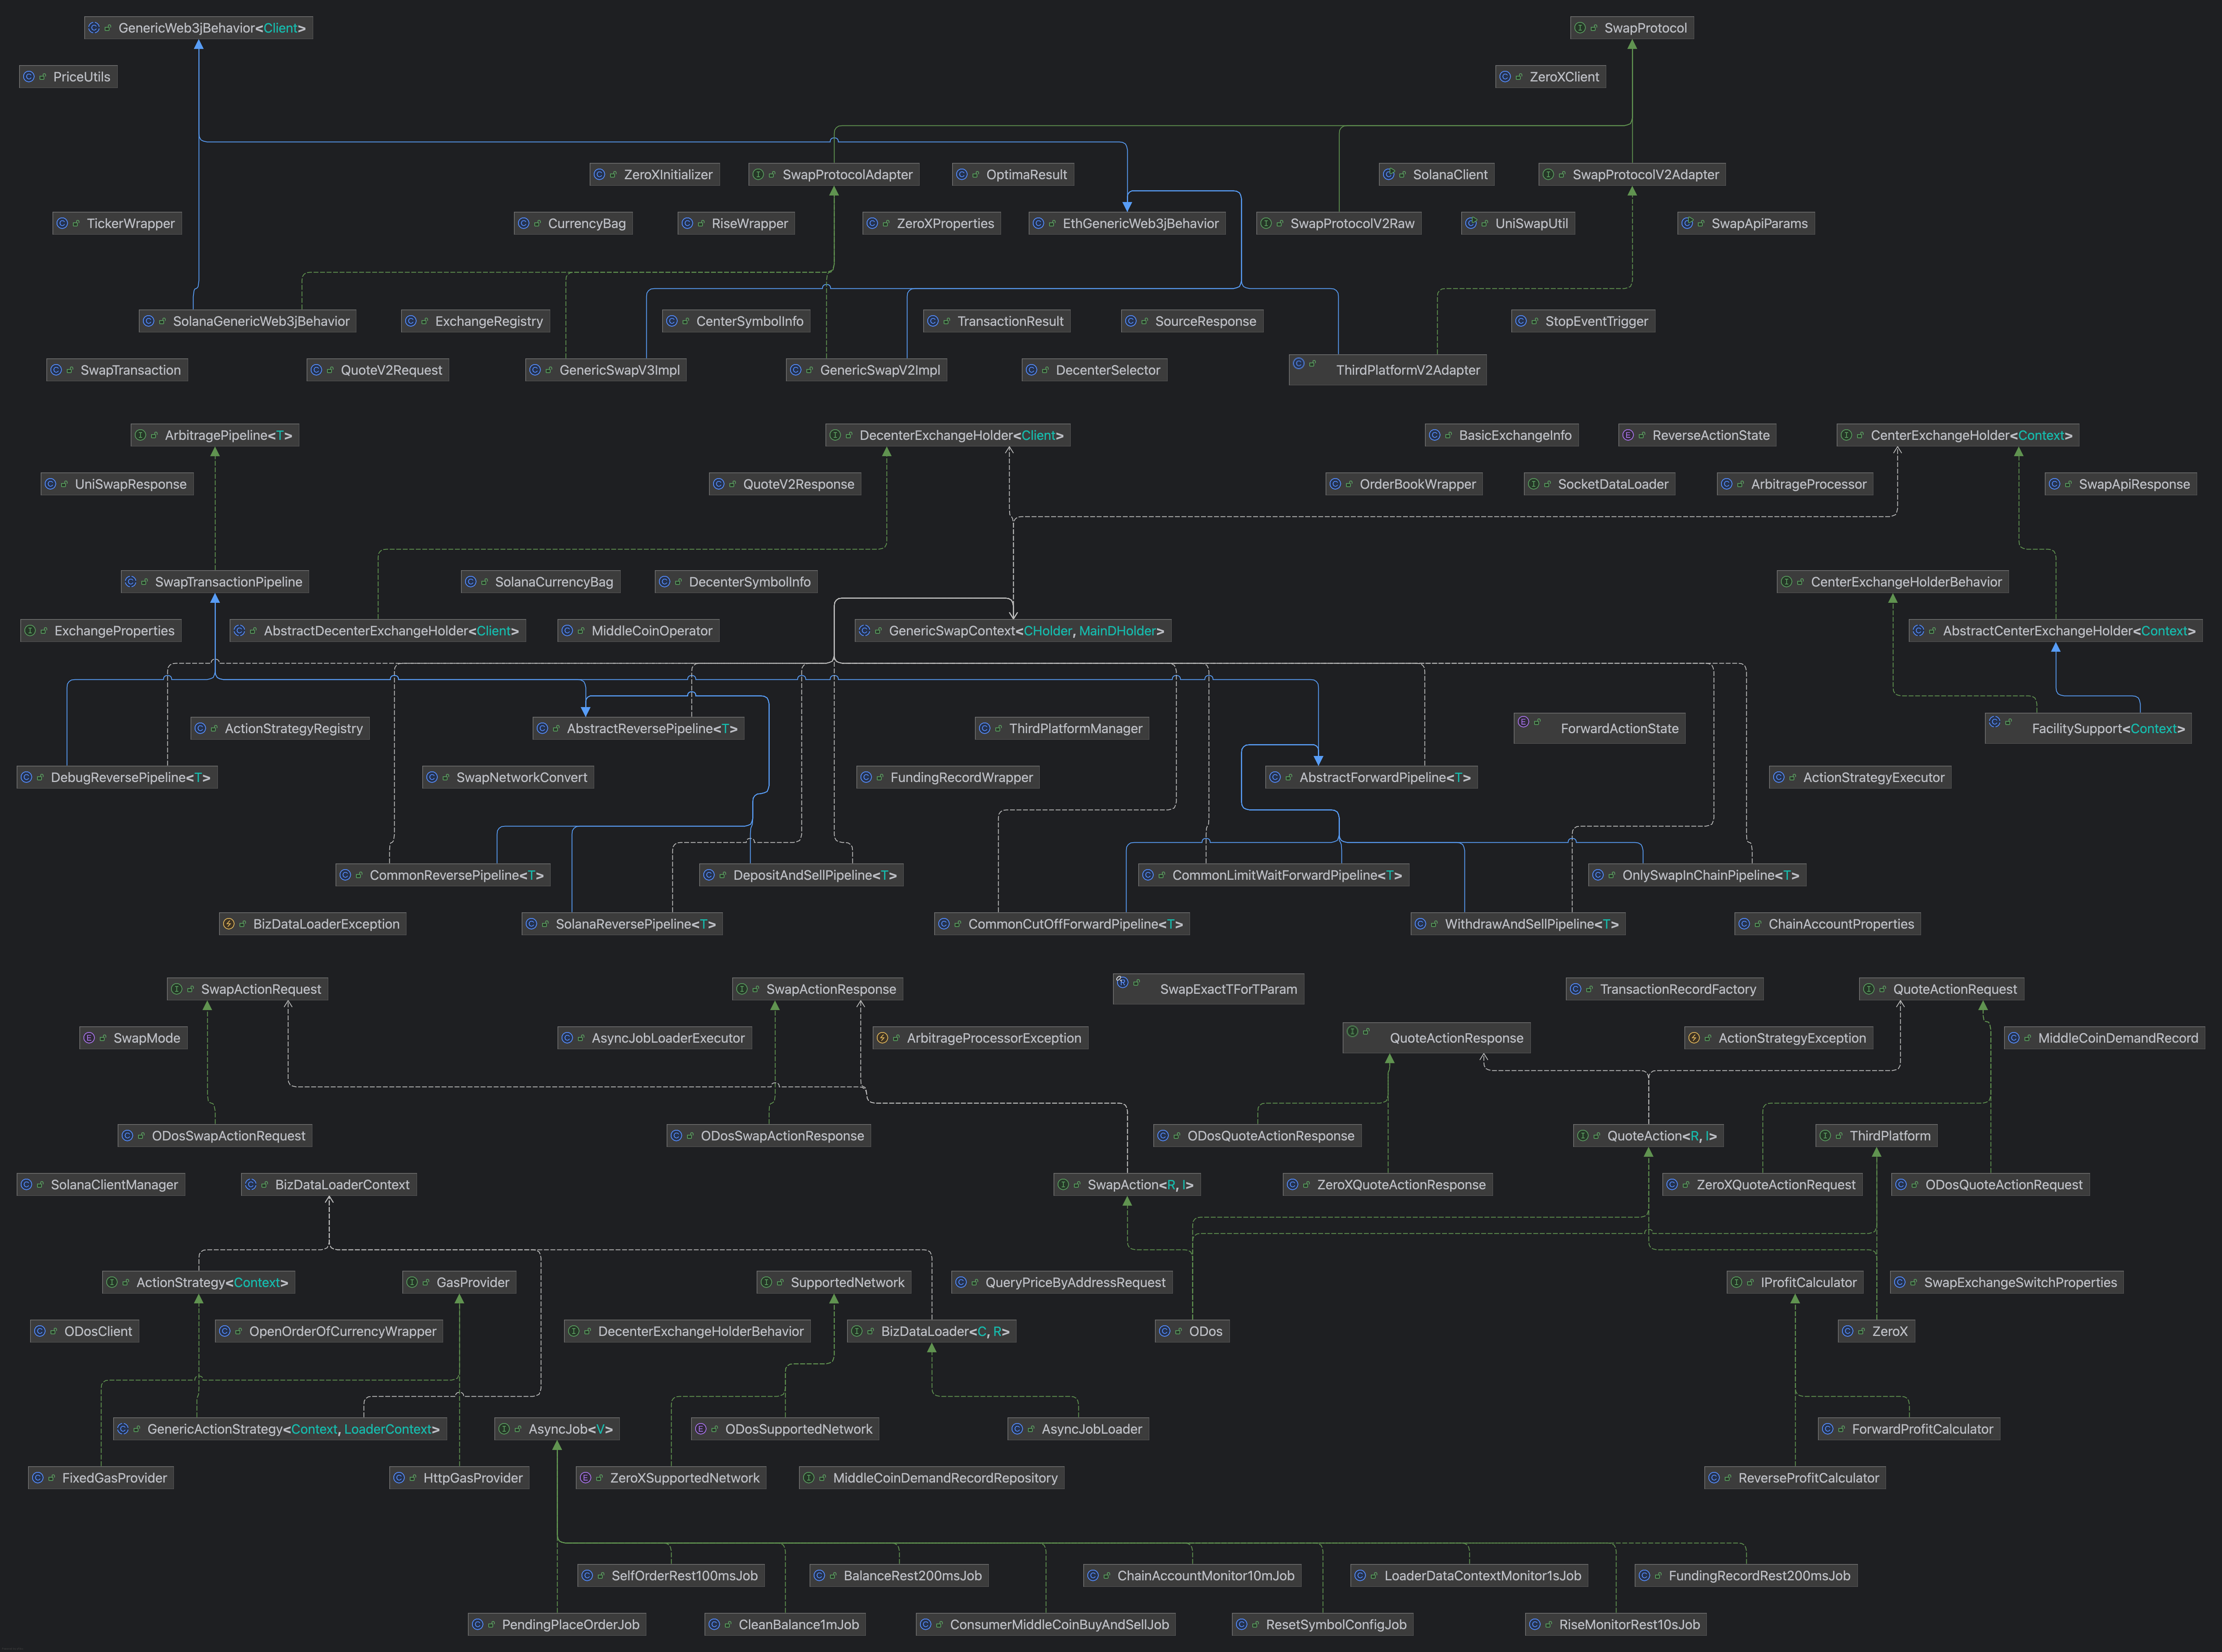 GenericWeb3jBehavior<Client>
SwapProtocol
PriceUtils
ZeroXClient
ZeroXInitializer
SwapProtocolAdapter
OptimaResult
SolanaClient
SwapProtocolV2Adapter
TickerWrapper
CurrencyBag
RiseWrapper
ZeroXProperties
EthGenericWeb3jBehavior
SwapProtocolV2Raw
UniSwapUtil
SwapApiParams
SolanaGenericWeb3jBehavior
ExchangeRegistry
CenterSymbolInfo
TransactionResult
SourceResponse
StopEventTrigger
SwapTransaction
QuoteV2Request
GenericSwapV3Impl
GenericSwapV2Impl
DecenterSelector
ThirdPlatformV2Adapter
ArbitragePipeline<T>
DecenterExchangeHolder<Client>
BasicExchangeInfo
ReverseActionState
CenterExchangeHolder<Context>
UniSwapResponse
QuoteV2Response
OrderBookWrapper
SocketDataLoader
ArbitrageProcessor
SwapApiResponse
SwapTransactionPipeline
SolanaCurrencyBag
DecenterSymbolInfo
CenterExchangeHolderBehavior
ExchangeProperties
AbstractDecenterExchangeHolder<Client>
MiddleCoinOperator
GenericSwapContext<CHolder, MainDHolder>
AbstractCenterExchangeHolder<Context>
ActionStrategyRegistry
AbstractReversePipeline<T>
ThirdPlatformManager
ForwardActionState
FacilitySupport<Context>
DebugReversePipeline<T>
SwapNetworkConvert
FundingRecordWrapper
AbstractForwardPipeline<T>
ActionStrategyExecutor
CommonReversePipeline<T>
DepositAndSellPipeline<T>
CommonLimitWaitForwardPipeline<T>
OnlySwapInChainPipeline<T>
BizDataLoaderException
SolanaReversePipeline<T>
CommonCutOffForwardPipeline<T>
WithdrawAndSellPipeline<T>
ChainAccountProperties
SwapActionRequest
SwapActionResponse
SwapExactTForTParam
TransactionRecordFactory
QuoteActionRequest
SwapMode
AsyncJobLoaderExecutor
ArbitrageProcessorException
QuoteActionResponse
ActionStrategyException
MiddleCoinDemandRecord
ODosSwapActionRequest
ODosSwapActionResponse
ODosQuoteActionResponse
QuoteAction<R, I>
ThirdPlatform
SolanaClientManager
BizDataLoaderContext
SwapAction<R, I>
ZeroXQuoteActionResponse
ZeroXQuoteActionRequest
ODosQuoteActionRequest
ActionStrategy<Context>
GasProvider
SupportedNetwork
QueryPriceByAddressRequest
IProfitCalculator
SwapExchangeSwitchProperties
ODosClient
OpenOrderOfCurrencyWrapper
DecenterExchangeHolderBehavior
BizDataLoader<C, R>
ODos
ZeroX
GenericActionStrategy<Context, LoaderContext>
AsyncJob<V>
ODosSupportedNetwork
AsyncJobLoader
ForwardProfitCalculator
FixedGasProvider
HttpGasProvider
ZeroXSupportedNetwork
MiddleCoinDemandRecordRepository
ReverseProfitCalculator
SelfOrderRest100msJob
BalanceRest200msJob
ChainAccountMonitor10mJob
LoaderDataContextMonitor1sJob
FundingRecordRest200msJob
PendingPlaceOrderJob
CleanBalance1mJob
ConsumerMiddleCoinBuyAndSellJob
ResetSymbolConfigJob
RiseMonitorRest10sJob